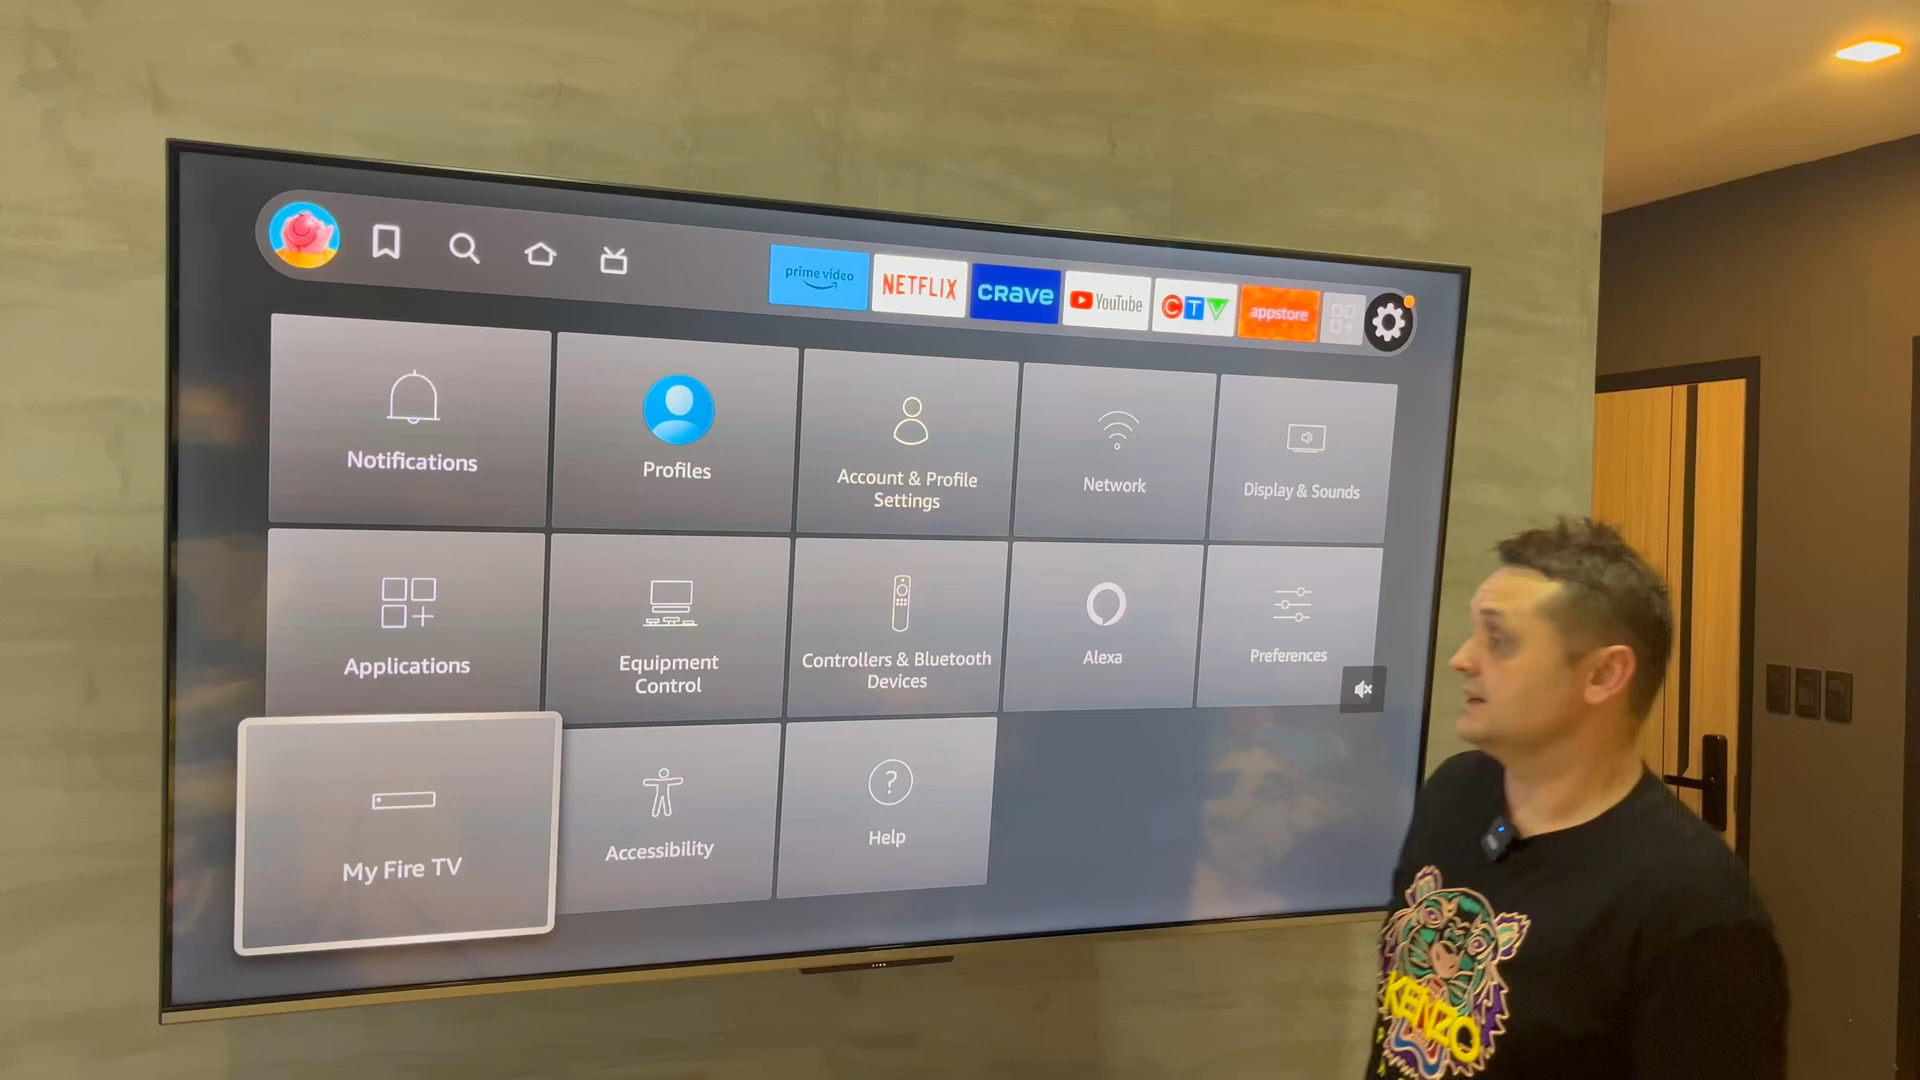 prime video
NETFLIX
CRAVE
YouTube
CTV
appstore
Notifications
Profiles
Account & Profile
Settings
Network
Display & Sounds
Applications
Equipment
Control
Controllers & Bluetooth
Devices
Alexa
Preferences
My Fire TV
Accessibility
?
Help
KENZO